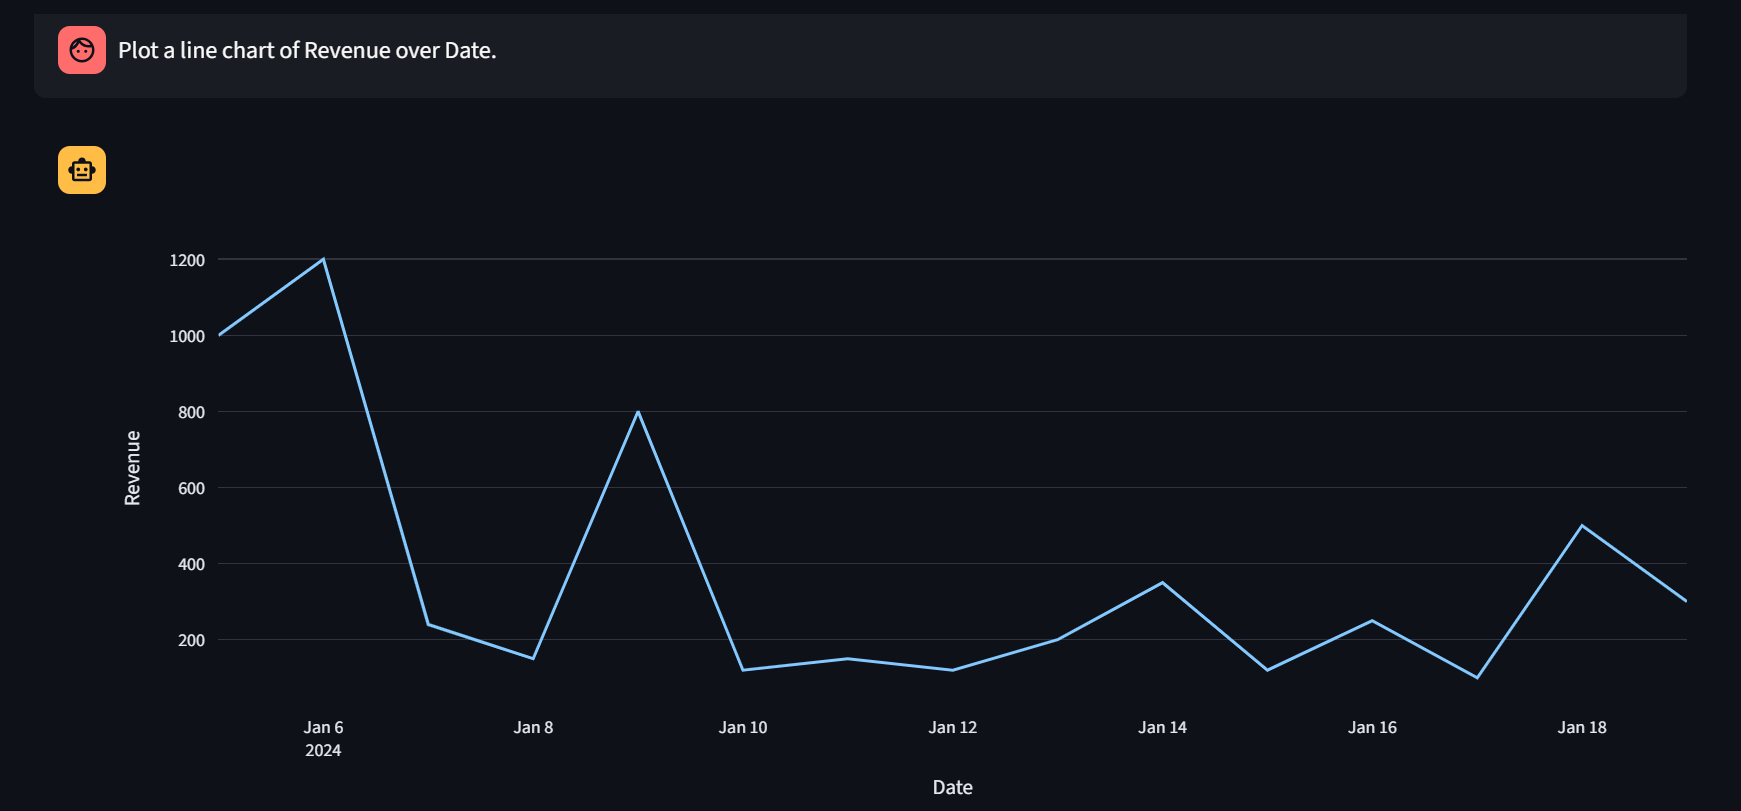 Plot a line chart of Revenue over Date.
1200
1000
800
600
400
200
Revenue
Jan 6 Jan 8 Jan 10 Jan 12 Jan 14 Jan 16 Jan 18
2024
Date